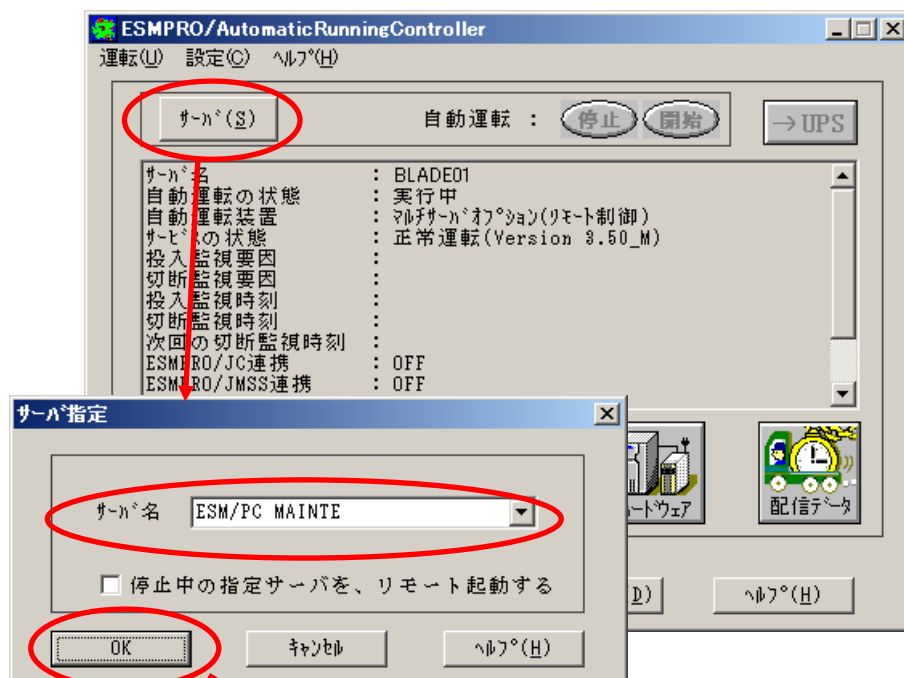 ESMPRO/AutomaticRunningController
運転(U) 設定(C) ﾍﾙﾌﾟ(H)
ｻｰﾊﾞ(S) 自動運転 : 停止 開始 →UPS
ｻｰﾊﾞ名 : BLADE01
自動運転の状態 : 実行中
自動運転装置 : ﾏﾙﾁｻｰﾊﾞｵﾌﾟｼｮﾝ(ﾘﾓｰﾄ制御)
ｻｰﾋﾞｽの状態 : 正常運転(Version 3.50_M)
投入監視要因 :
切断監視要因 :
投入監視時刻 :
切断監視時刻 :
次回の切断監視時刻 :
ESMPRO/JC連携 : OFF
ESMPRO/JMSS連携 : OFF
ｻｰﾊﾞ指定
ｻｰﾊﾞ名 ESM/PC MAINTE
停止中の指定サーバを、リモート起動する
OK ｷｬﾝｾﾙ ﾍﾙﾌﾟ(H)
ｰﾄﾞｳｪｱ 配信ﾃﾞｰﾀ
D) ﾍﾙﾌﾟ(H)